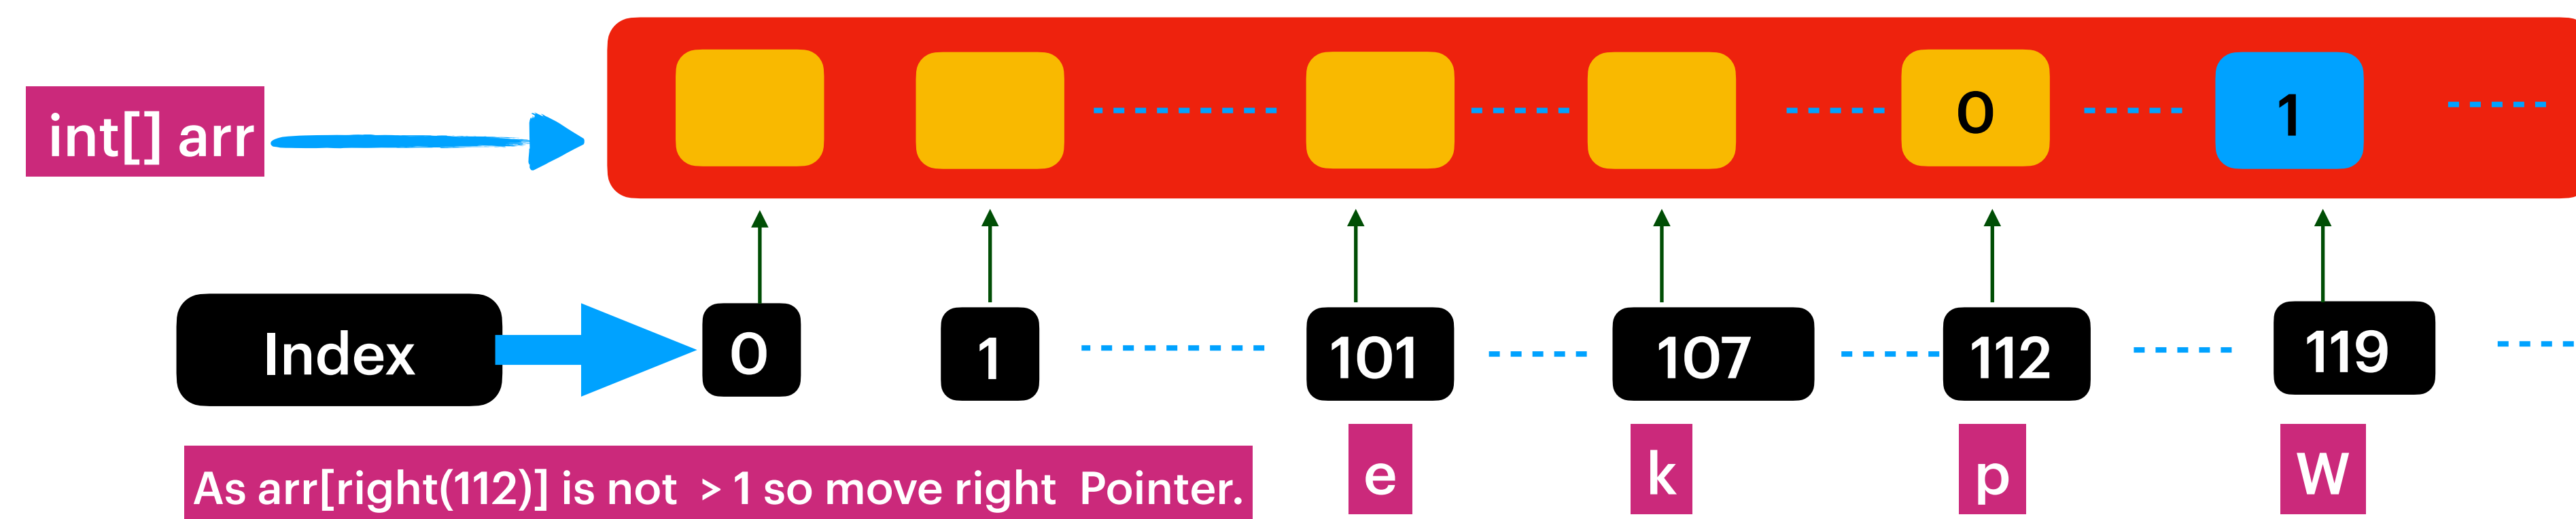 int[] arr
0 1
Index 0 1 101 107 112 119
As arr[right(112)] is not > 1 so move right Pointer.
e k p W